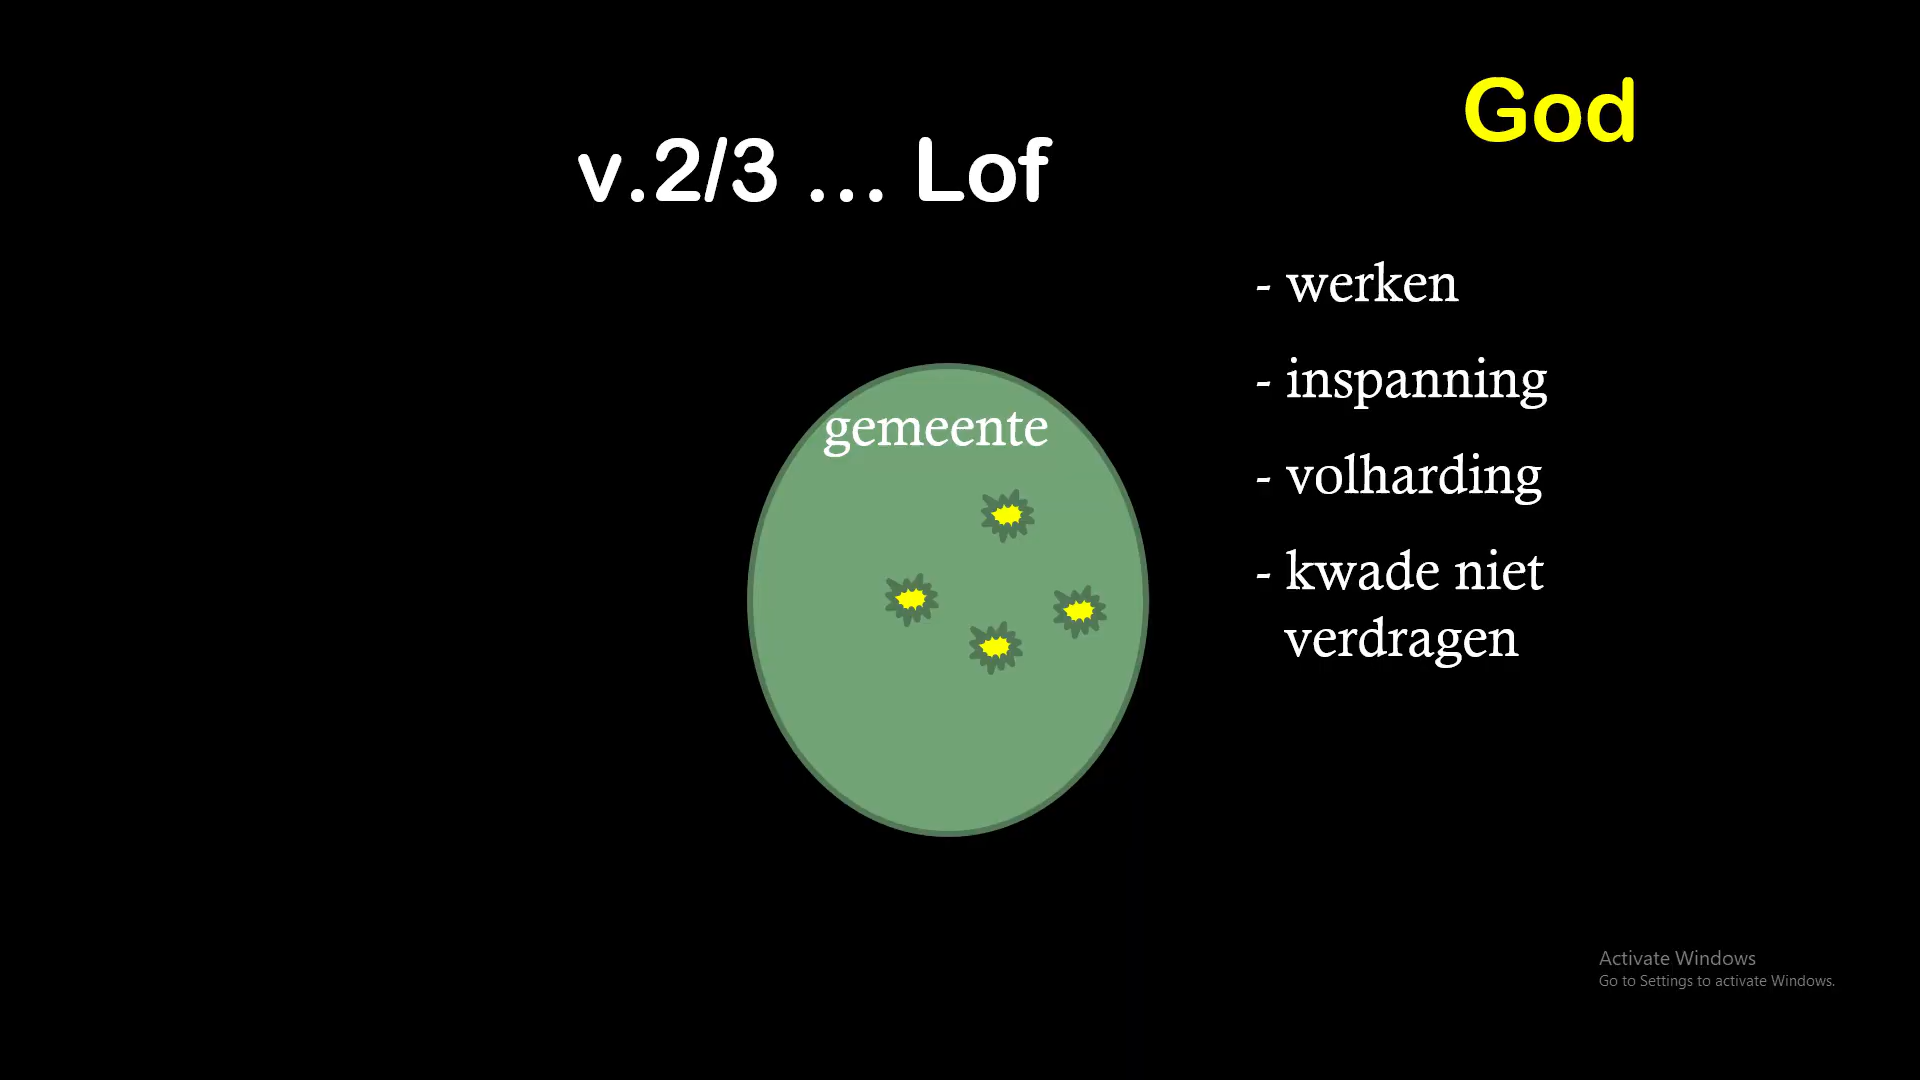 God
v.2/3 ... Lof
- werken
- inspanning
gemeente
- volharding
- kwade niet
verdragen
Activate Windows
Go to Settings to activate Windows.